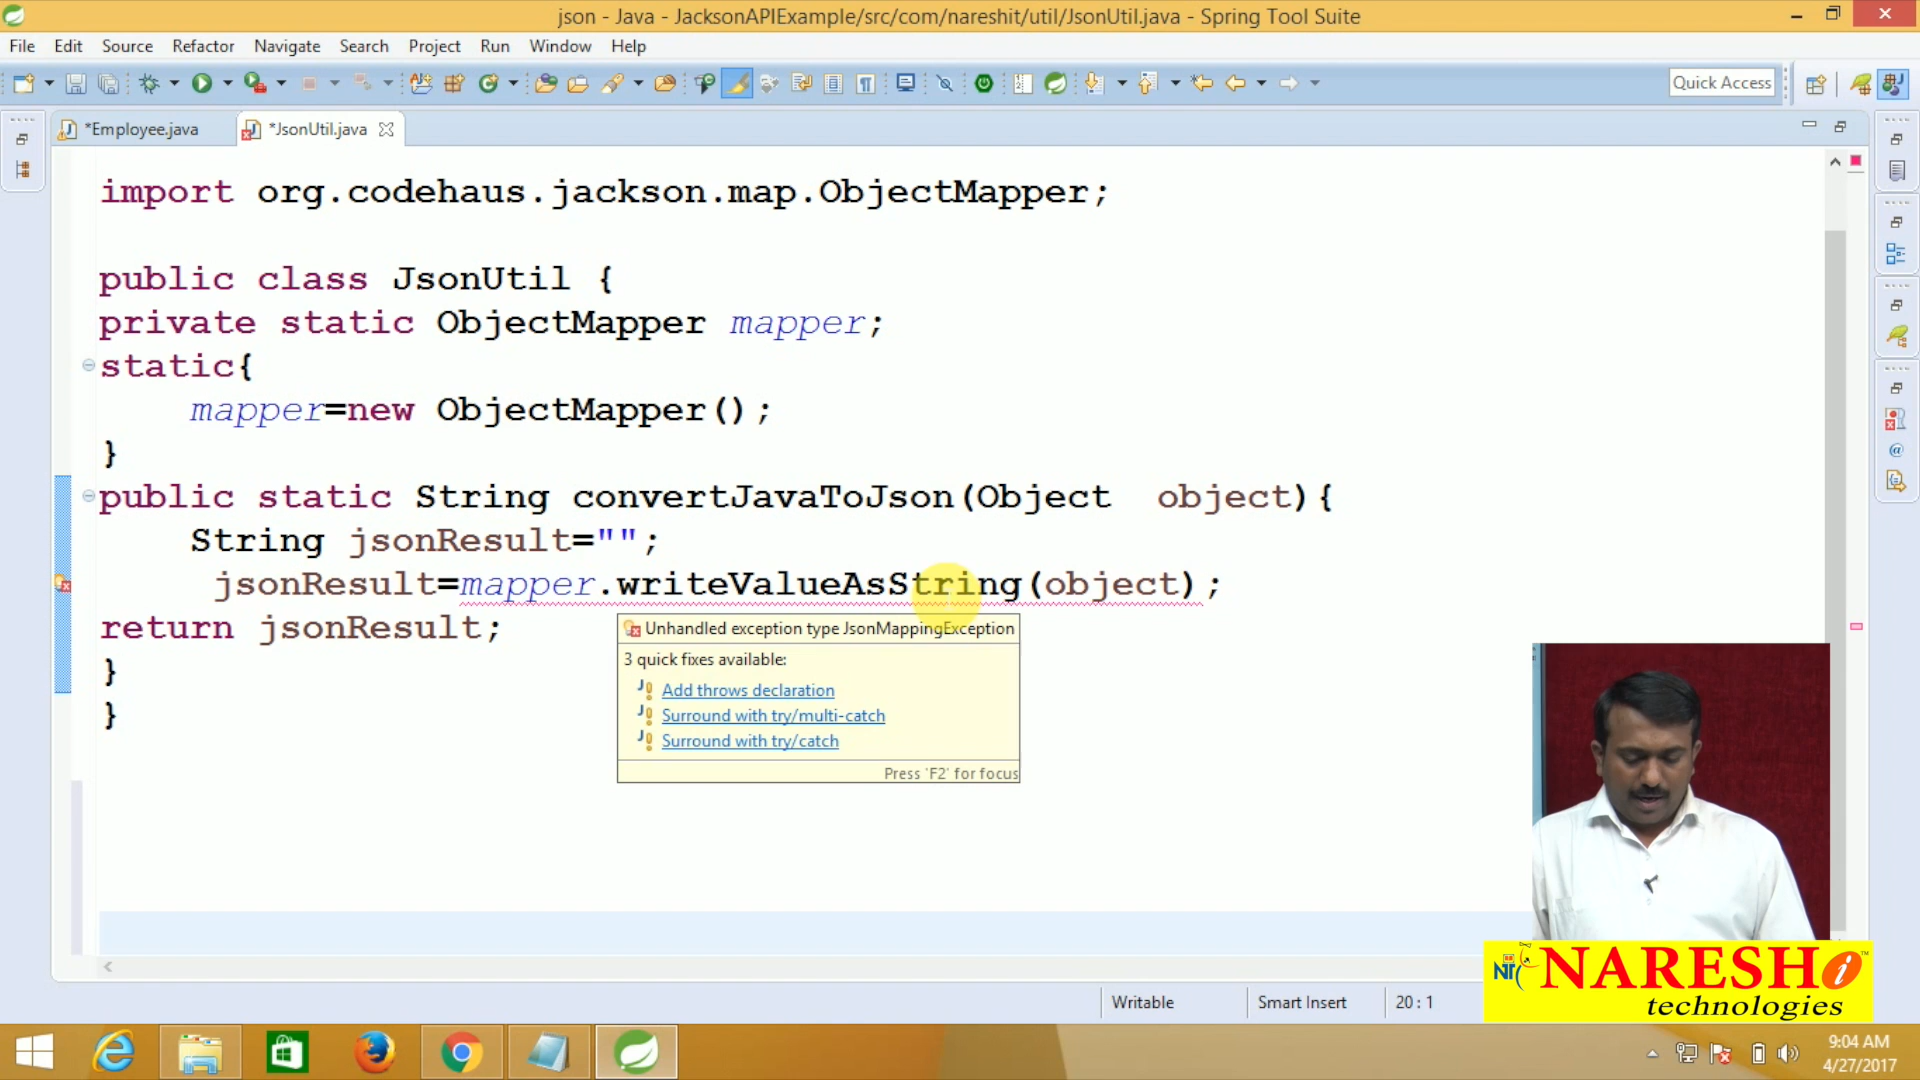 json - Java - JacksonAPIExample/src/com/nareshit/util/JsonUtil.java - Spring Tool Suite
File Edit Source Refactor Navigate Search Project Run Window Help
Quick Access
*Employee.java *JsonUtil.java
import org.codehaus.jackson.map.ObjectMapper;
public class JsonUtil {
private static ObjectMapper mapper;
static{
mapper=new ObjectMapper();
}
public static String convertJavaToJson(Object object){
String jsonResult="";
jsonResult=mapper.writeValueAsString(object);
return jsonResult;
}
}
Unhandled exception type JsonMappingException
3 quick fixes available:
Add throws declaration
Surround with try/multi-catch
Surround with try/catch
Press 'F2' for focus
Writable Smart Insert 20 : 1
NARESHi
technologies
9:04 AM
4/27/2017